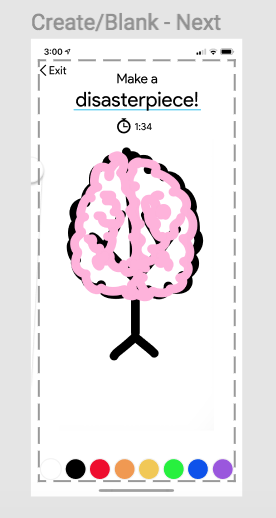 Create/Blank - Next
3:00
Exit
Make a
disasterpiece!
1:34